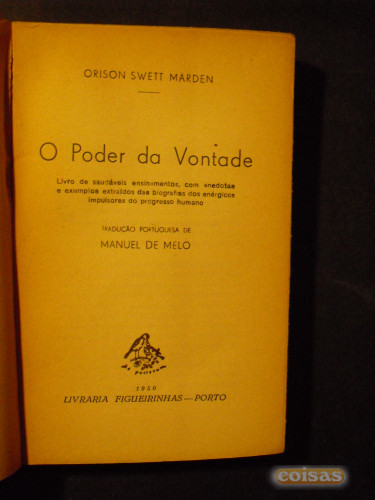 ORISON SWETT MARDEN
O Poder da Vontade
Livro de saudáveis ensinamentos, com anedotas
e exemplos extraídos das biografias dos enérgicos
impulsores do progresso humano
TRADUÇÃO PORTUGUESA DE
MANUEL DE MELO
1950
LIVRARIA FIGUEIRINHAS — PORTO
coisas